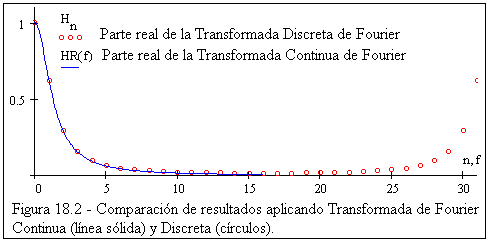 1
Hn
Parte real de la Transformada Discreta de Fourier
HR(f) Parte real de la Transformada Continua de Fourier
0.5
n,f
0 5 10 15 20 25 30
Figura 18.2 - Comparación de resultados aplicando Transformada de Fourier
Continua (línea sólida) y Discreta (círculos).